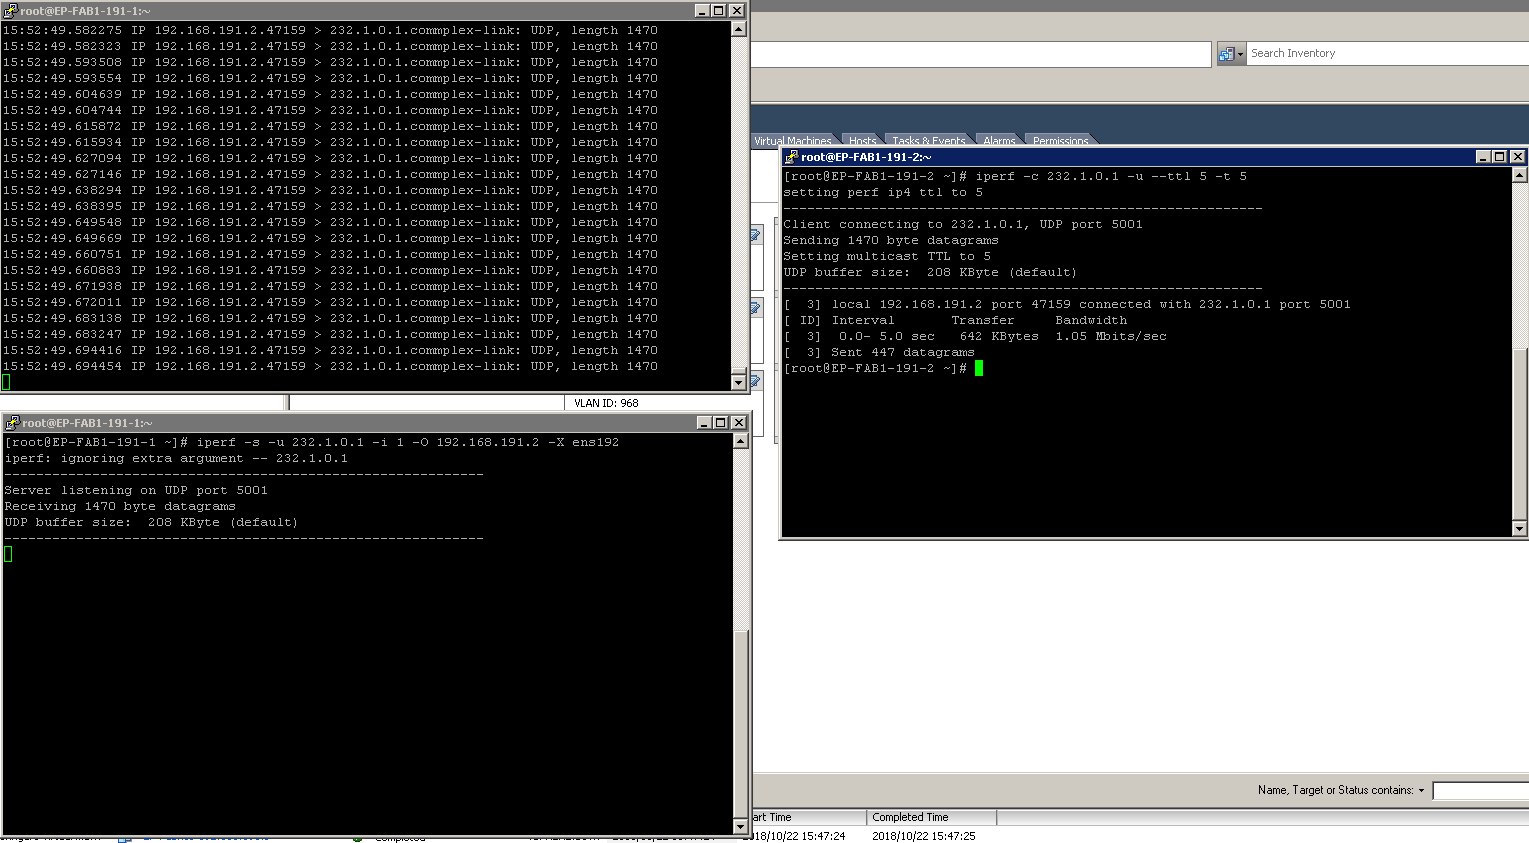 root@EP-FAB1-191-1:~
15:52:49.582275 IP 192.168.191.2.47159 > 232.1.0.1.commplex-link: UDP, length 1470
15:52:49.582323 IP 192.168.191.2.47159 > 232.1.0.1.commplex-link: UDP, length 1470
15:52:49.593508 IP 192.168.191.2.47159 > 232.1.0.1.commplex-link: UDP, length 1470
15:52:49.593554 IP 192.168.191.2.47159 > 232.1.0.1.commplex-link: UDP, length 1470
15:52:49.604639 IP 192.168.191.2.47159 > 232.1.0.1.commplex-link: UDP, length 1470
15:52:49.604744 IP 192.168.191.2.47159 > 232.1.0.1.commplex-link: UDP, length 1470
15:52:49.615872 IP 192.168.191.2.47159 > 232.1.0.1.commplex-link: UDP, length 1470
15:52:49.615934 IP 192.168.191.2.47159 > 232.1.0.1.commplex-link: UDP, length 1470
15:52:49.627094 IP 192.168.191.2.47159 > 232.1.0.1.commplex-link: UDP, length 1470
15:52:49.627146 IP 192.168.191.2.47159 > 232.1.0.1.commplex-link: UDP, length 1470
15:52:49.638294 IP 192.168.191.2.47159 > 232.1.0.1.commplex-link: UDP, length 1470
15:52:49.638395 IP 192.168.191.2.47159 > 232.1.0.1.commplex-link: UDP, length 1470
15:52:49.649548 IP 192.168.191.2.47159 > 232.1.0.1.commplex-link: UDP, length 1470
15:52:49.649669 IP 192.168.191.2.47159 > 232.1.0.1.commplex-link: UDP, length 1470
15:52:49.660751 IP 192.168.191.2.47159 > 232.1.0.1.commplex-link: UDP, length 1470
15:52:49.660883 IP 192.168.191.2.47159 > 232.1.0.1.commplex-link: UDP, length 1470
15:52:49.671938 IP 192.168.191.2.47159 > 232.1.0.1.commplex-link: UDP, length 1470
15:52:49.672011 IP 192.168.191.2.47159 > 232.1.0.1.commplex-link: UDP, length 1470
15:52:49.683138 IP 192.168.191.2.47159 > 232.1.0.1.commplex-link: UDP, length 1470
15:52:49.683247 IP 192.168.191.2.47159 > 232.1.0.1.commplex-link: UDP, length 1470
15:52:49.694416 IP 192.168.191.2.47159 > 232.1.0.1.commplex-link: UDP, length 1470
15:52:49.694454 IP 192.168.191.2.47159 > 232.1.0.1.commplex-link: UDP, length 1470
Search Inventory
Virtual Machines Hosts Tasks & Events Alarms Permissions
root@EP-FAB1-191-2:~
[root@EP-FAB1-191-2 ~]# iperf -c 232.1.0.1 -u --ttl 5 -t 5
setting perf ip4 ttl to 5
------------------------------------------------------------
Client connecting to 232.1.0.1, UDP port 5001
Sending 1470 byte datagrams
Setting multicast TTL to 5
UDP buffer size:  208 KByte (default)
------------------------------------------------------------
[  3] local 192.168.191.2 port 47159 connected with 232.1.0.1 port 5001
[ ID] Interval       Transfer     Bandwidth
[  3]  0.0- 5.0 sec   642 KBytes  1.05 Mbits/sec
[  3] Sent 447 datagrams
[root@EP-FAB1-191-2 ~]#
VLAN ID: 968
root@EP-FAB1-191-1:~
[root@EP-FAB1-191-1 ~]# iperf -s -u 232.1.0.1 -i 1 -O 192.168.191.2 -X ens192
iperf: ignoring extra argument -- 232.1.0.1
------------------------------------------------------------
Server listening on UDP port 5001
Receiving 1470 byte datagrams
UDP buffer size:  208 KByte (default)
------------------------------------------------------------
Name, Target or Status contains:
art Time Completed Time
2018/10/22 15:47:24 2018/10/22 15:47:25